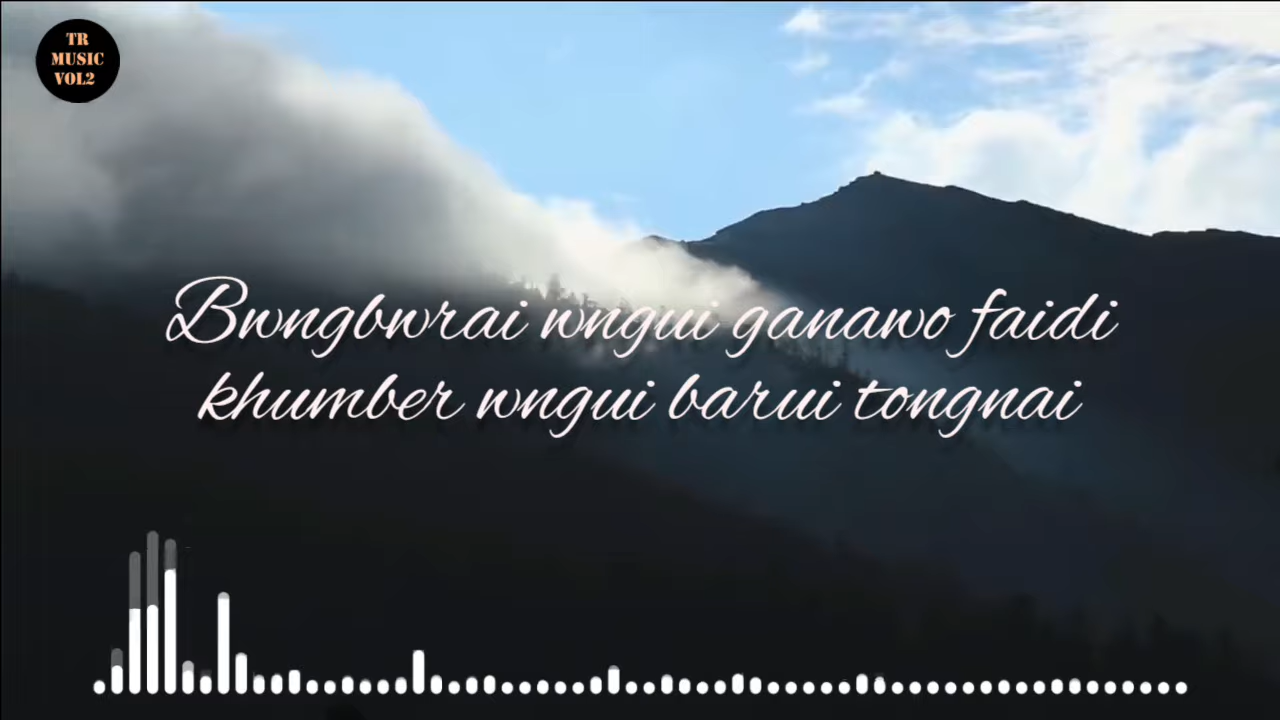 TR
MUSIC
VOL2
Bwngbwrai wngui ganawo faidi
khumber wngui barui tongnai